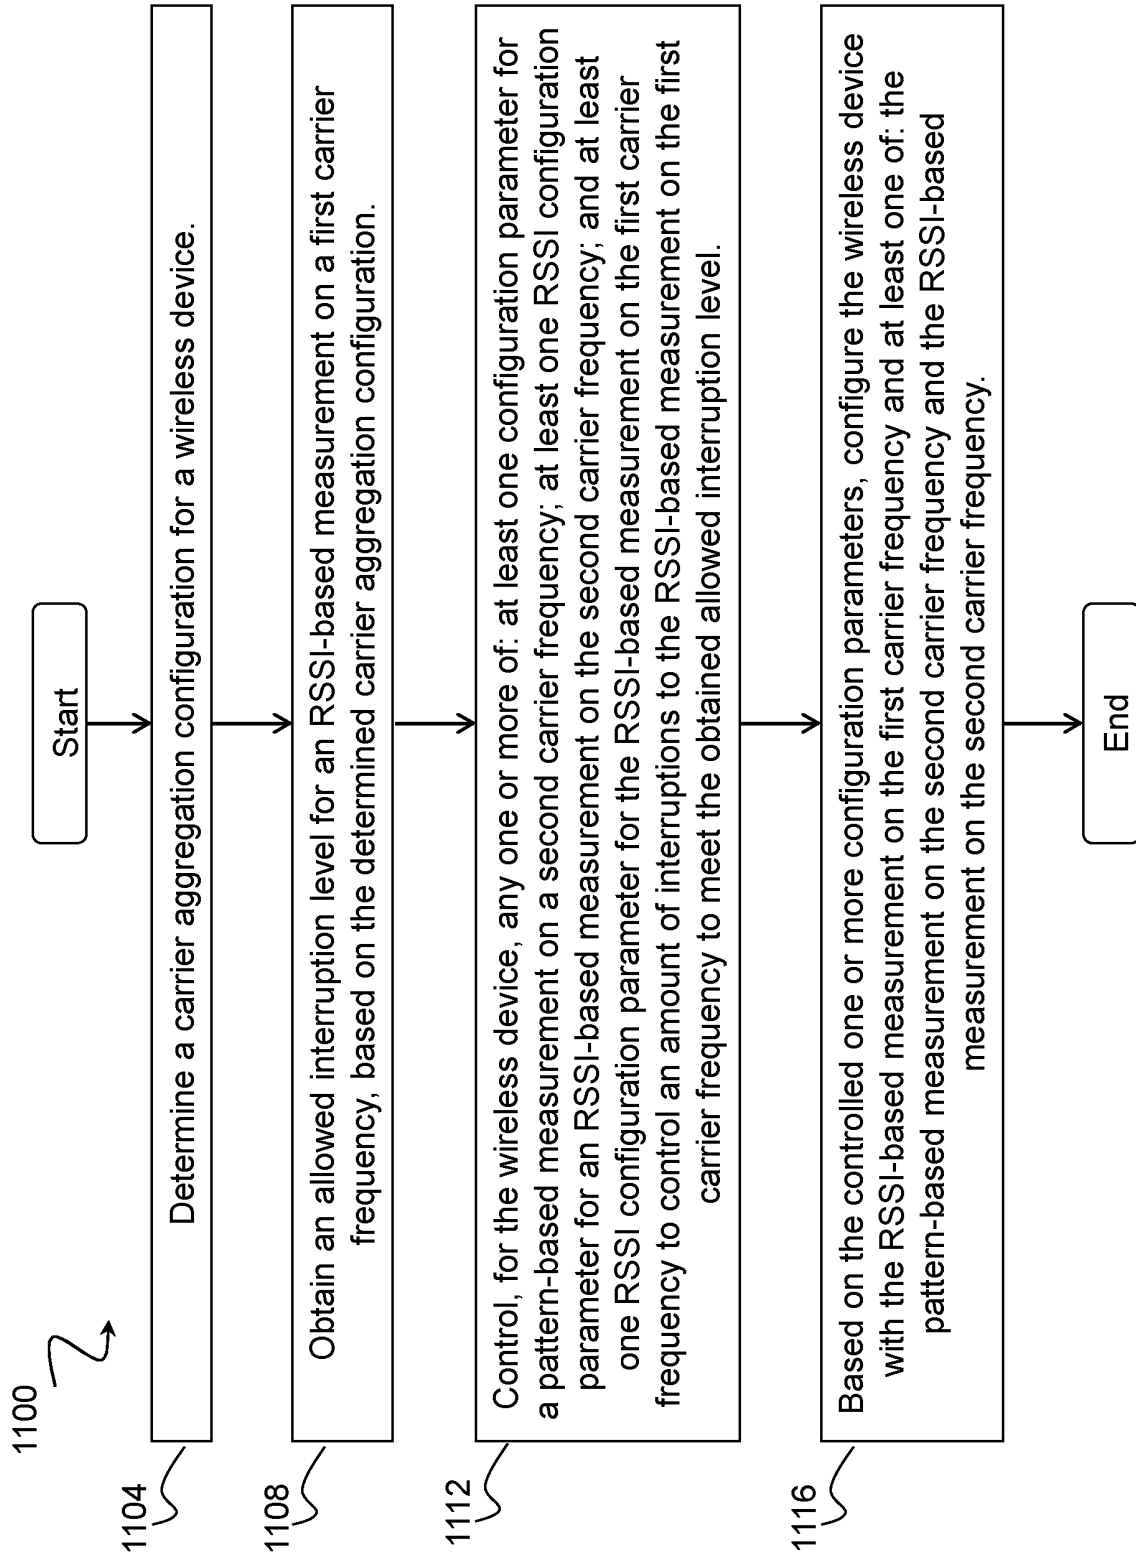 1100
Start
1104
Determine a carrier aggregation configuration for a wireless device.
1108
Obtain an allowed interruption level for an RSSI-based measurement on a first carrier
frequency, based on the determined carrier aggregation configuration.
1112
Control, for the wireless device, any one or more of: at least one configuration parameter for
a pattern-based measurement on a second carrier frequency; at least one RSSI configuration
parameter for an RSSI-based measurement on the second carrier frequency; and at least
one RSSI configuration parameter for the RSSI-based measurement on the first carrier
frequency to control an amount of interruptions to the RSSI-based measurement on the first
carrier frequency to meet the obtained allowed interruption level.
1116
Based on the controlled one or more configuration parameters, configure the wireless device
with the RSSI-based measurement on the first carrier frequency and at least one of: the
pattern-based measurement on the second carrier frequency and the RSSI-based
measurement on the second carrier frequency.
End